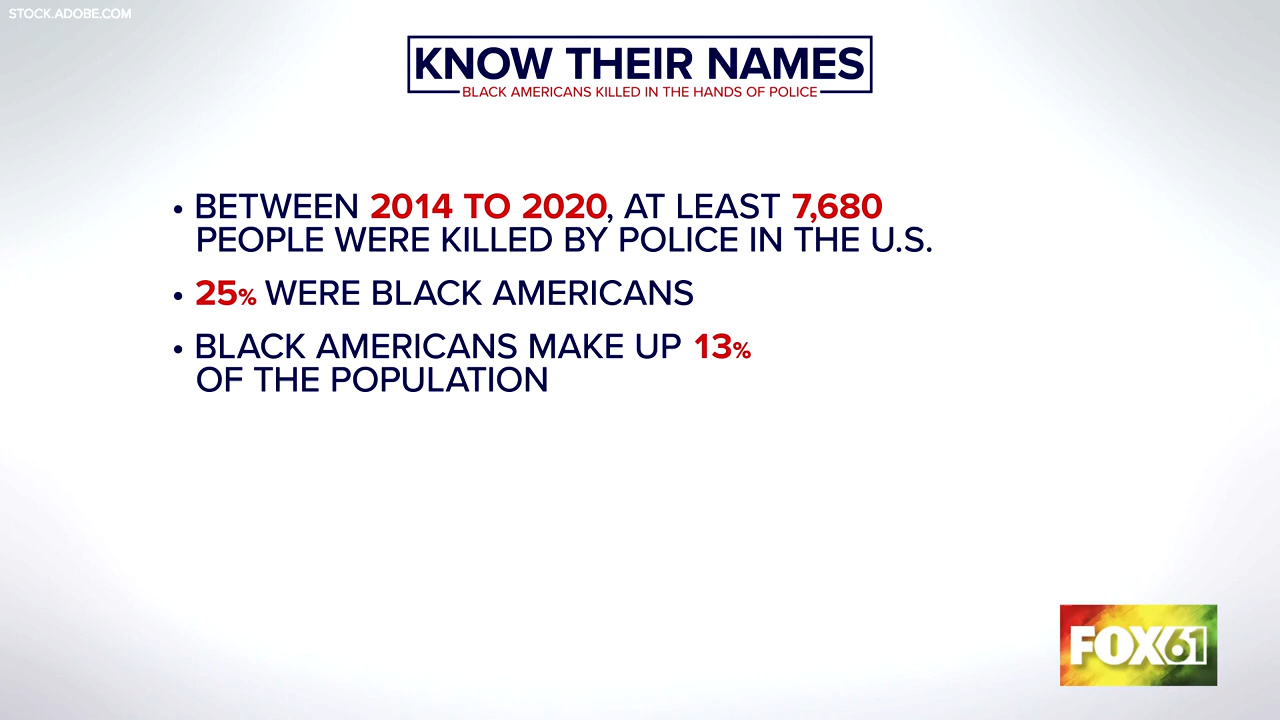 STOCK.ADOBE.COM
KNOW THEIR NAMES
BLACK AMERICANS KILLED IN THE HANDS OF POLICE
• BETWEEN 2014 TO 2020, AT LEAST 7,680
PEOPLE WERE KILLED BY POLICE IN THE U.S.
• 25% WERE BLACK AMERICANS
• BLACK AMERICANS MAKE UP 13%
OF THE POPULATION
FOX61